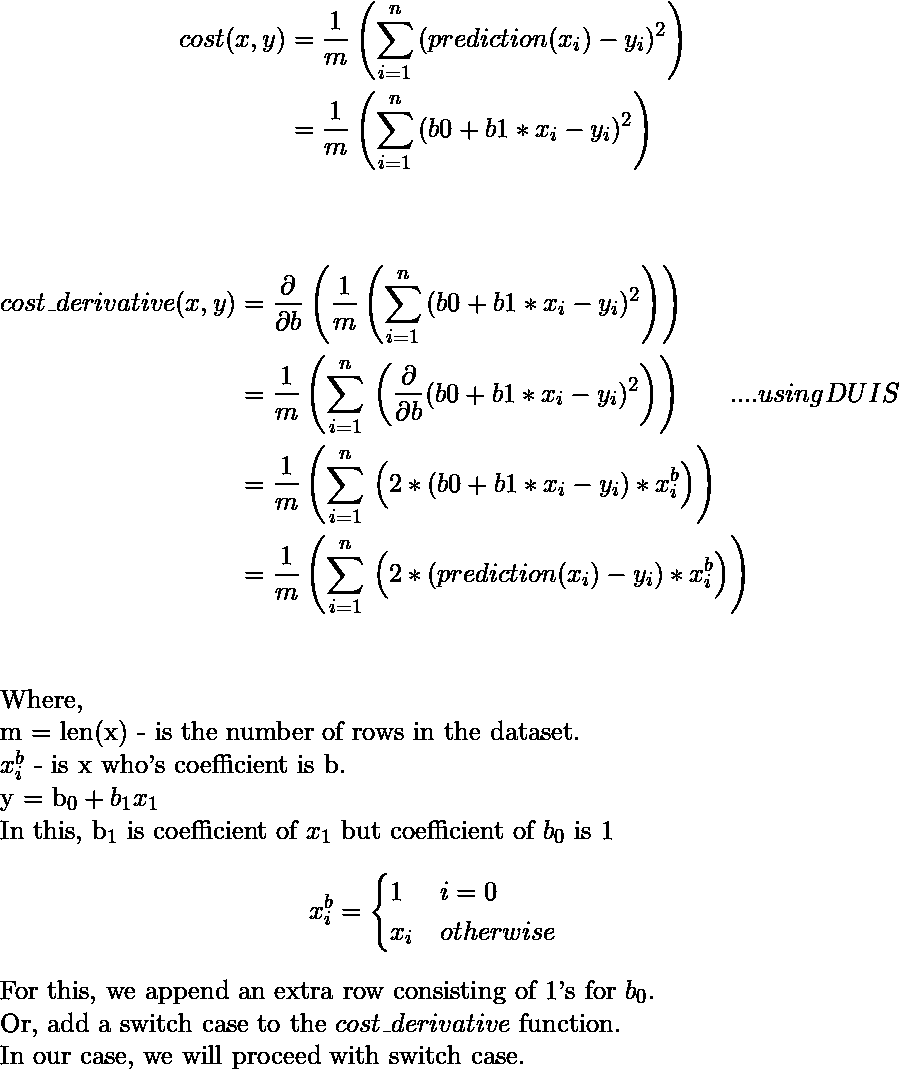 cost(x, y) = \frac{1}{m} \left( \sum_{i=1}^{n} (prediction(x_i) - y_i)^2 \right)
= \frac{1}{m} \left( \sum_{i=1}^{n} (b0 + b1 * x_i - y_i)^2 \right)
cost\_derivative(x, y) = \frac{\partial}{\partial b} \left( \frac{1}{m} \left( \sum_{i=1}^{n} (b0 + b1 * x_i - y_i)^2 \right) \right)
= \frac{1}{m} \left( \sum_{i=1}^{n} \left( \frac{\partial}{\partial b} (b0 + b1 * x_i - y_i)^2 \right) \right) ....usingDUIS
= \frac{1}{m} \left( \sum_{i=1}^{n} \left( 2 * (b0 + b1 * x_i - y_i) * x_i^b \right) \right)
= \frac{1}{m} \left( \sum_{i=1}^{n} \left( 2 * (prediction(x_i) - y_i) * x_i^b \right) \right)
Where,
m = len(x) - is the number of rows in the dataset.
x_i^b - is x who's coefficient is b.
y = b_0 + b_1x_1
In this, b_1 is coefficient of x_1 but coefficient of b_0 is 1
x_i^b = \begin{cases} 1 & i = 0 \\ x_i & otherwise \end{cases}
For this, we append an extra row consisting of 1's for b_0.
Or, add a switch case to the cost\_derivative function.
In our case, we will proceed with switch case.